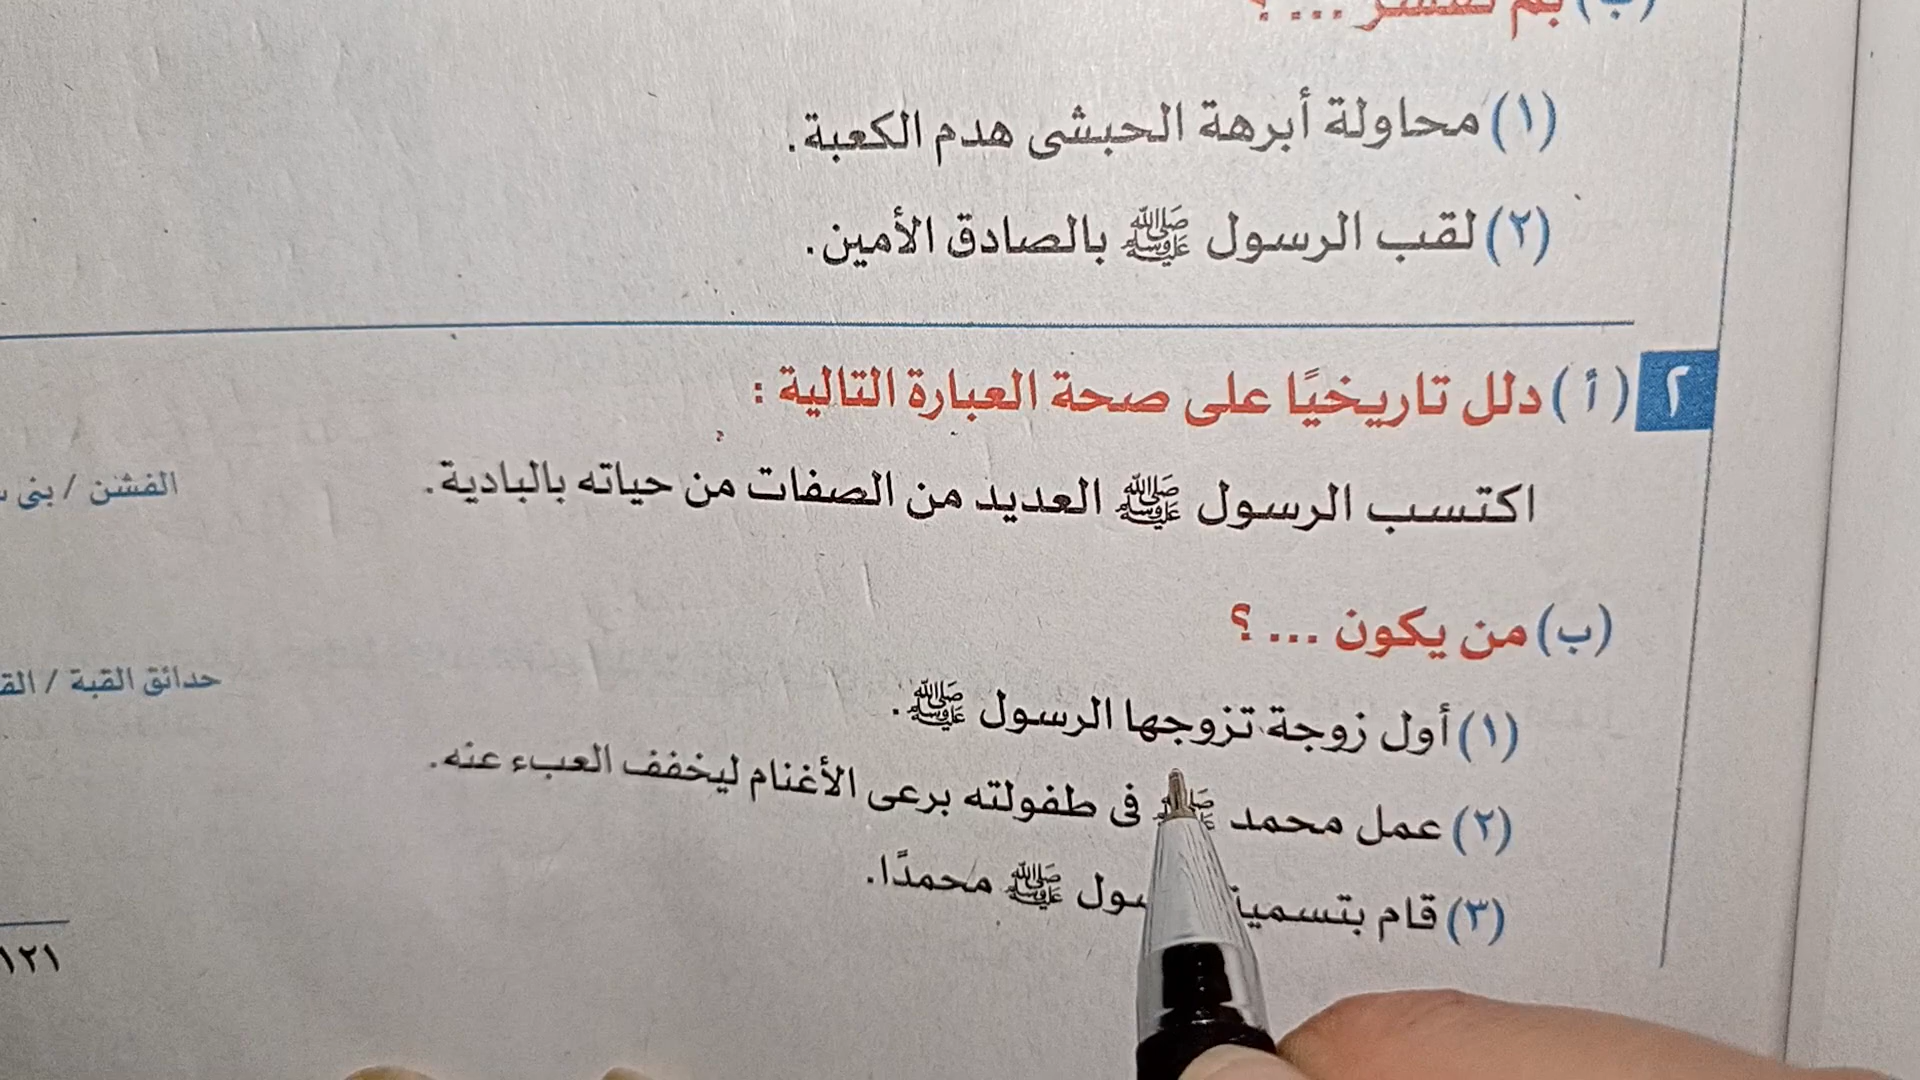 (ب) بم تفسر ... ؟
(١) محاولة أبرهة الحبشى هدم الكعبة.
(٢) لقب الرسول ﷺ بالصادق الأمين.
٢ (أ) دلل تاريخيًا على صحة العبارة التالية :
اكتسب الرسول ﷺ العديد من الصفات من حياته بالبادية.
الفشن / بنى
(ب) من يكون ... ؟
حدائق القبة /
(١) أول زوجة تزوجها الرسول ﷺ.
(٢) عمل محمد ﷺ فى طفولته برعى الأغنام ليخفف العبء عنه.
(٣) قام بتسمية ﷺ محمدًا.
١٢١